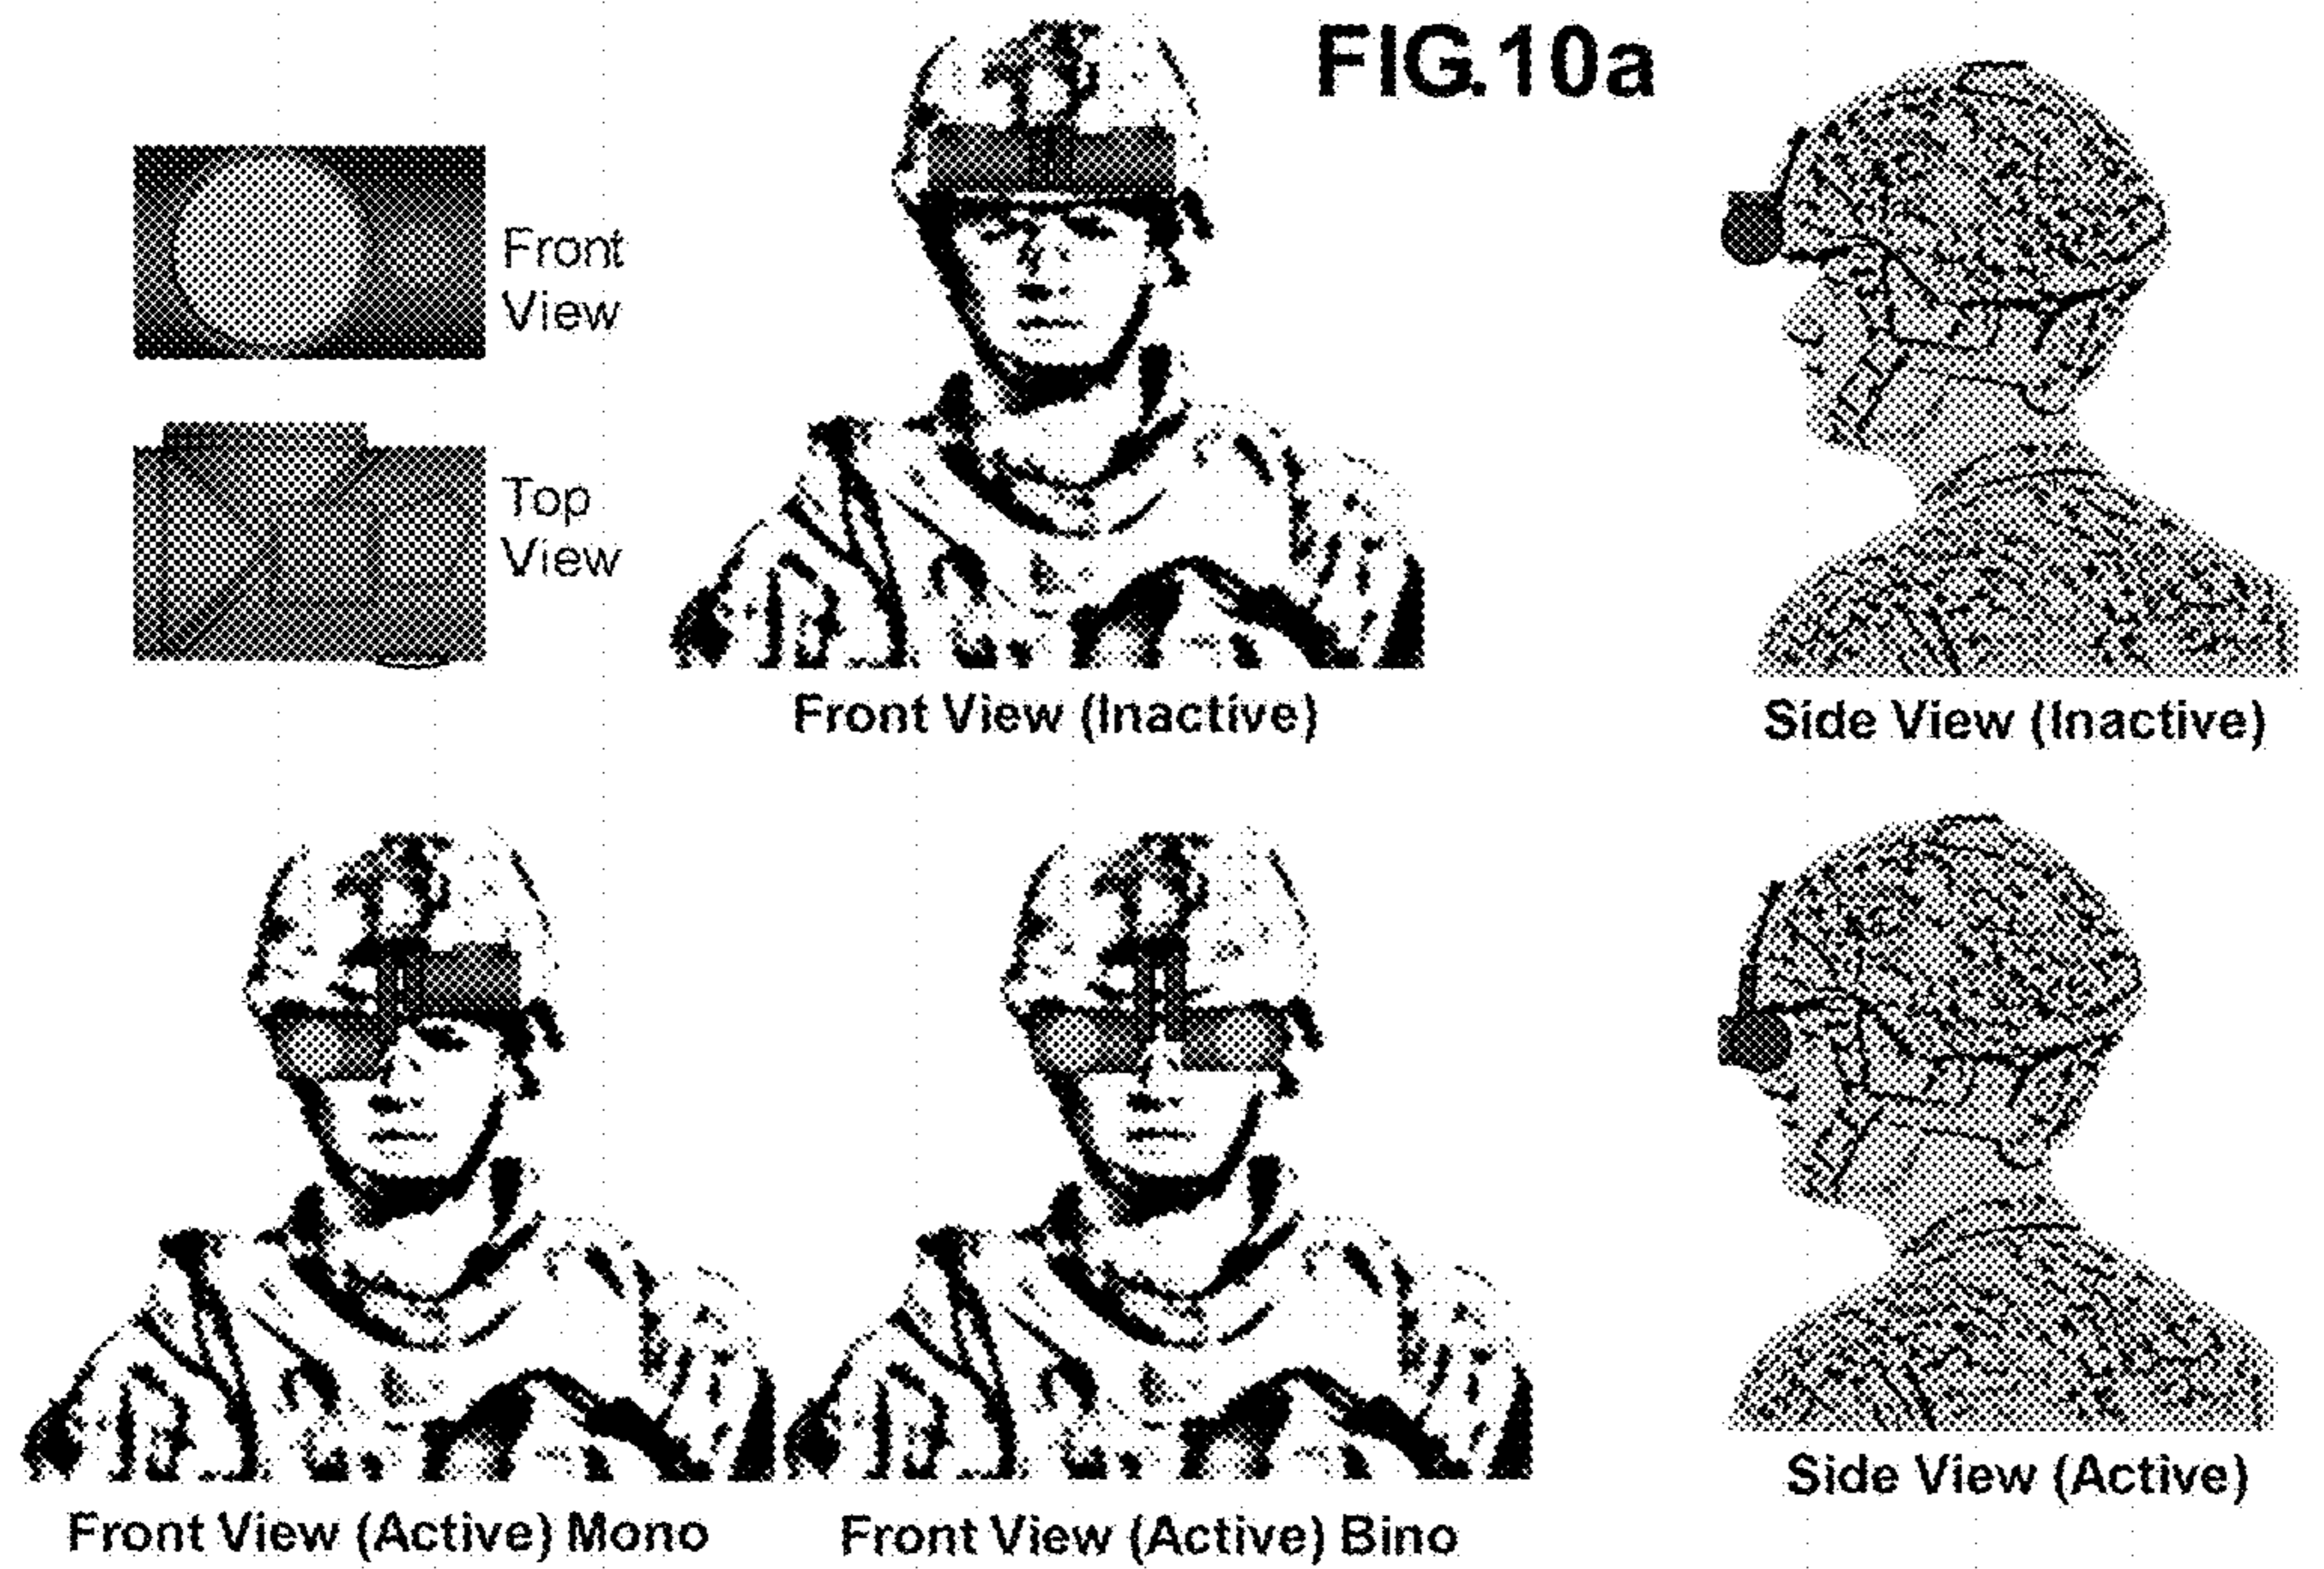 FIG.10a
Front
View
Top
View
Front View (Inactive)
Side View (Inactive)
Front View (Active) Mono
Front View (Active) Bino
Side View (Active)